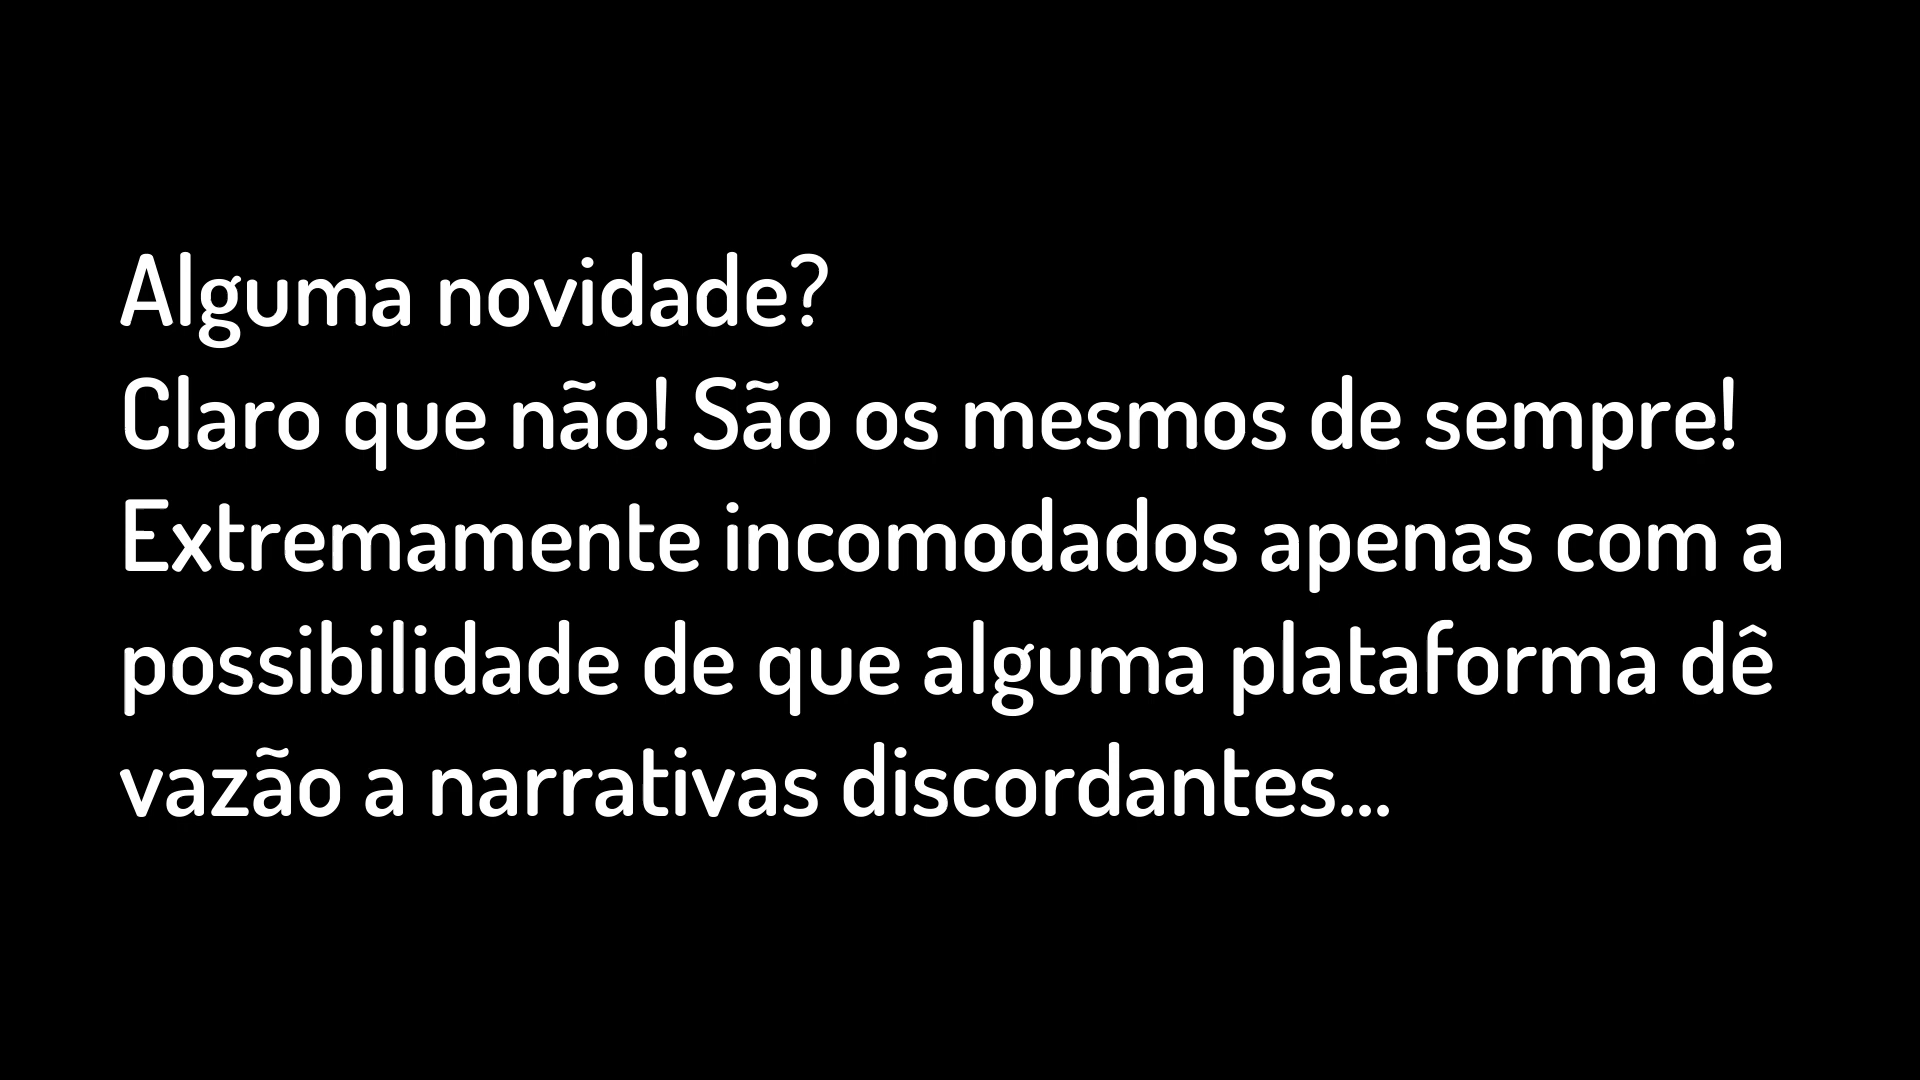 Alguma novidade?
Claro que não! São os mesmos de sempre!
Extremamente incomodados apenas com a
possibilidade de que alguma plataforma dê
vazão a narrativas discordantes...